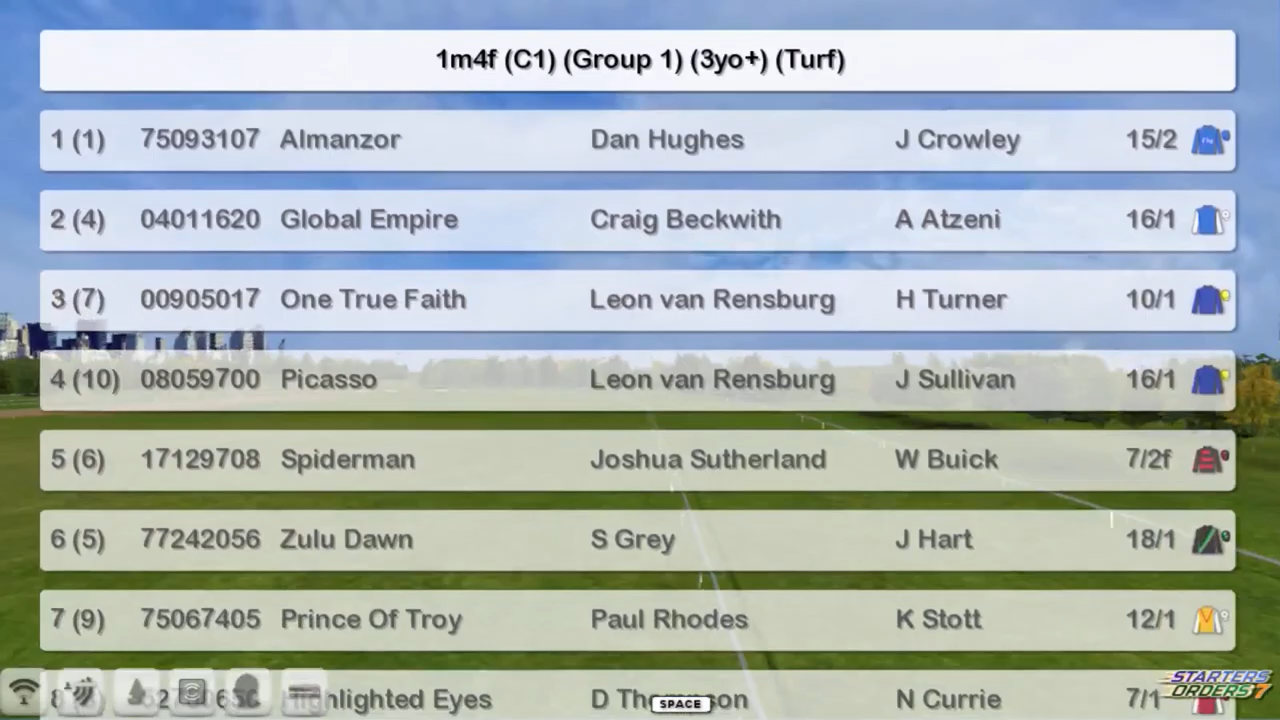 1m4f (C1) (Group 1) (3yo+) (Turf)
1 (1) 75093107 Almanzor Dan Hughes J Crowley 15/2
2 (4) 04011620 Global Empire Craig Beckwith A Atzeni 16/1
3 (7) 00905017 One True Faith Leon van Rensburg H Turner 10/1
4 (10) 08059700 Picasso Leon van Rensburg J Sullivan 16/1
5 (6) 17129708 Spiderman Joshua Sutherland W Buick 7/2f
6 (5) 77242056 Zulu Dawn S Grey J Hart 18/1
7 (9) 75067405 Prince Of Troy Paul Rhodes K Stott 12/1
Highlighted Eyes D N Currie 7/1
SPACE
STARTERS
ORDERS 7